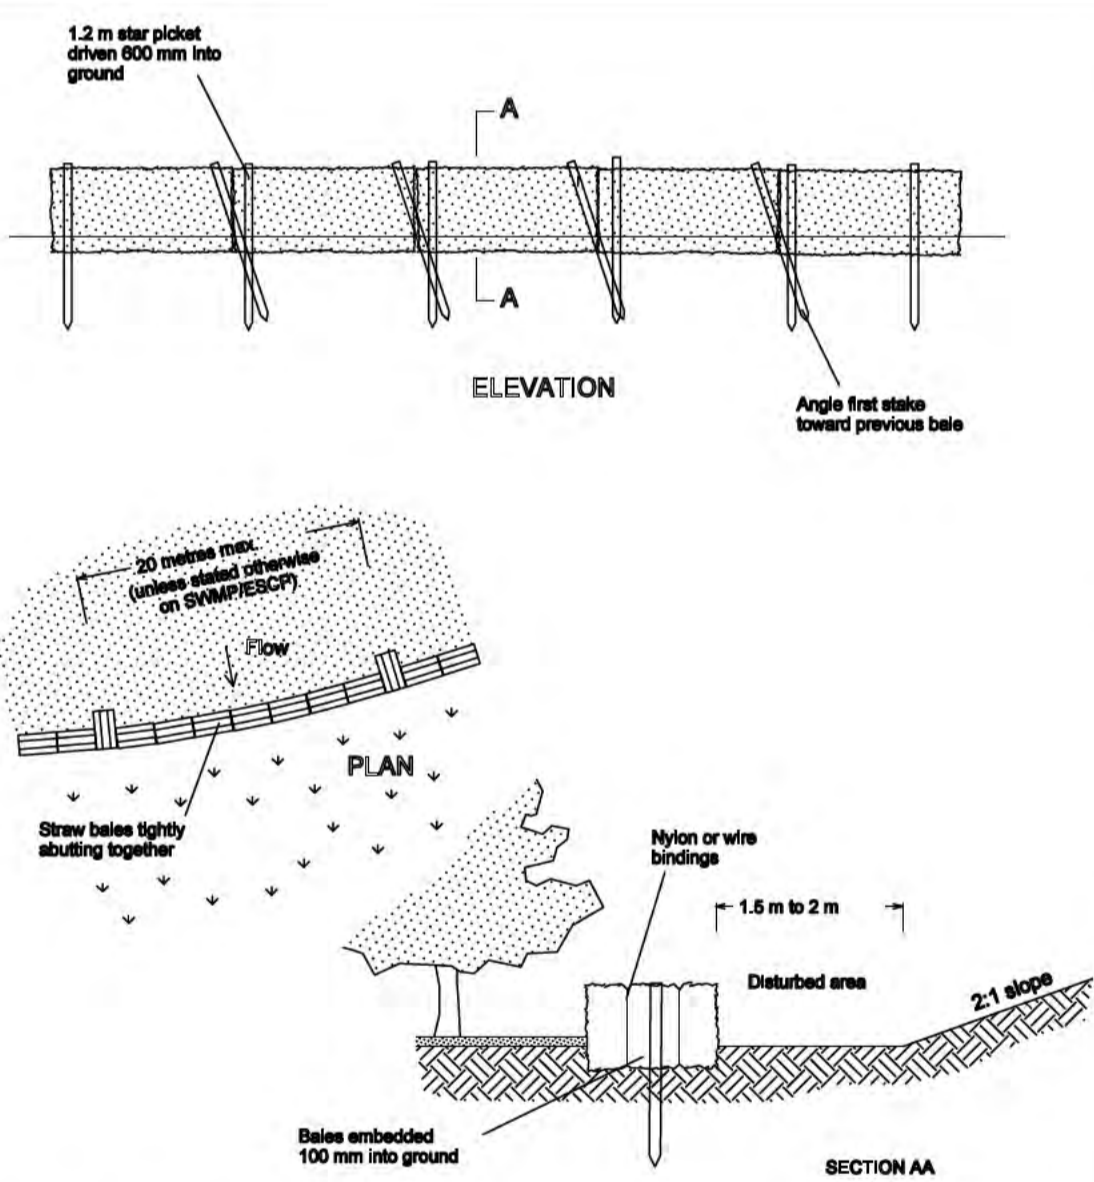 1.2 m star picket
driven 600 mm into
ground
A
A
ELEVATION
Angle first stake
toward previous bale
20 metres max.
(unless stated otherwise
on SWMP/ESCP)
Flow
PLAN
Straw bales tightly
abutting together
Nylon or wire
bindings
1.5 m to 2 m
Disturbed area
2:1 slope
Bales embedded
100 mm into ground
SECTION AA